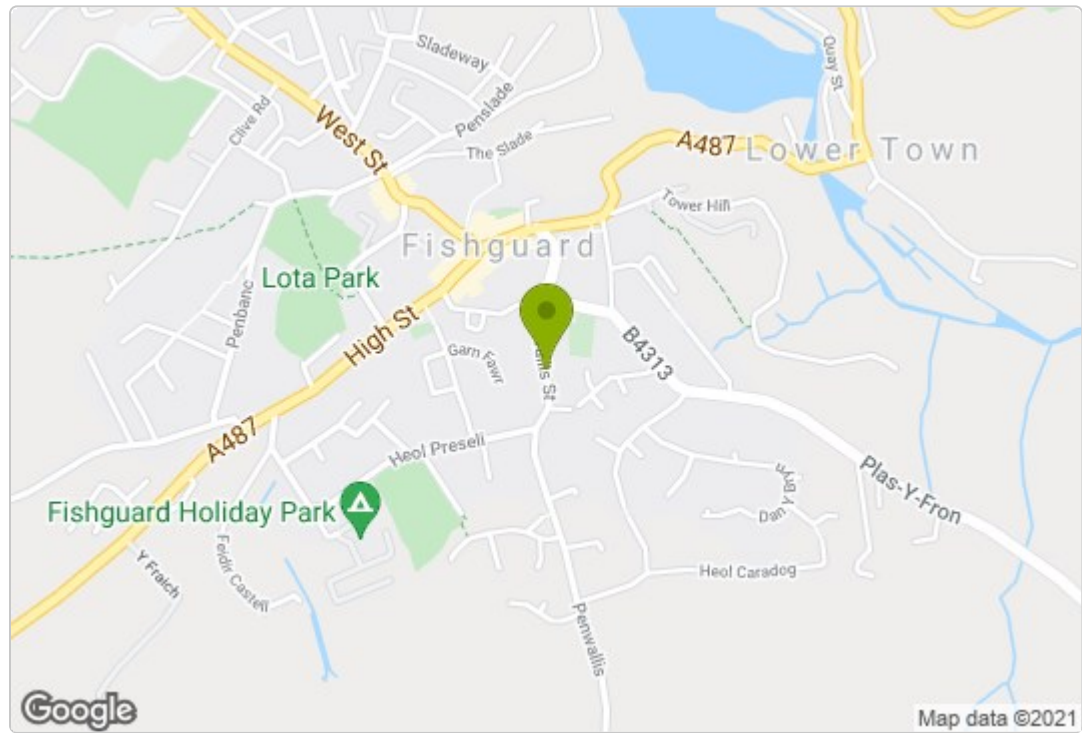 Sladeway
Quay St
Clive Rd
Penslade
West St
The Slade
A487
Lower Town
Tower Hill
Fishguard
Lota Park
Penbanc
High St
B4313
Garn Fawr
St
A487
Heol Preseli
Plas-Y-Fron
Dan Y Bryn
Fishguard Holiday Park
Y Fraich
Feidir Castell
Heol Caradog
Penwallis
Google
Map data ©2021